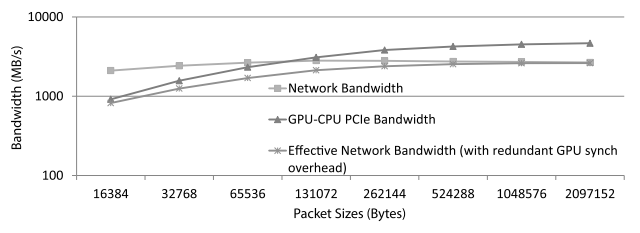 10000
1000
100
Bandwidth (MB/s)
Network Bandwidth
GPU-CPU PCIe Bandwidth
Effective Network Bandwidth (with redundant GPU synch
overhead)
16384 32768 65536 131072 262144 524288 1048576 2097152
Packet Sizes (Bytes)